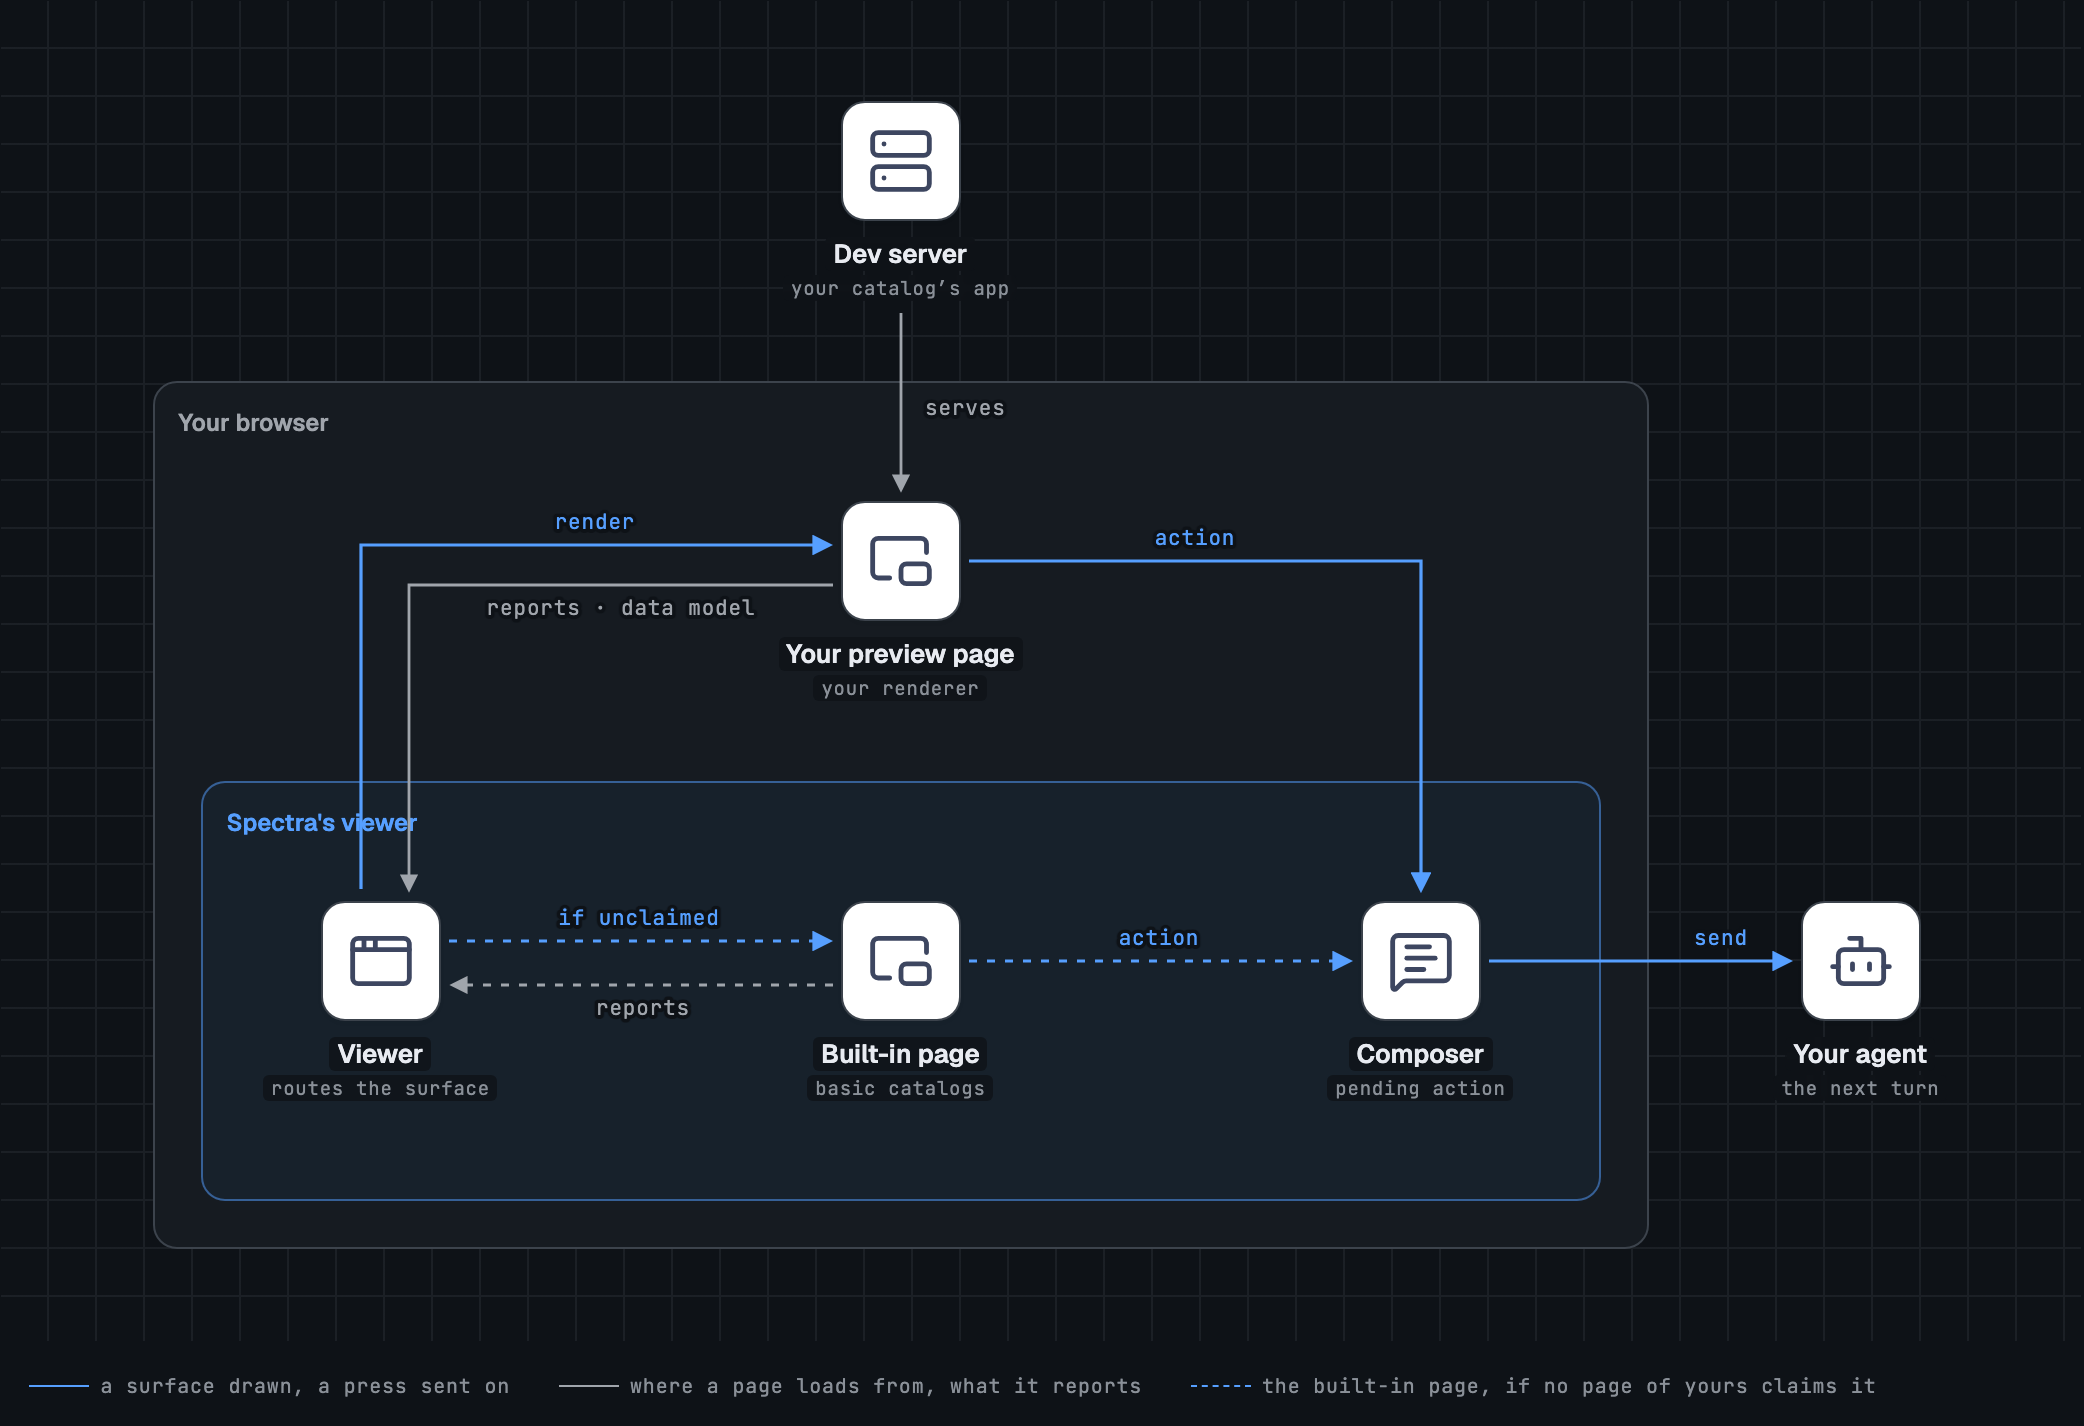 Dev server
your catalog’s app
serves
Your browser
render
action
reports · data model
Your preview page
your renderer
Spectra's viewer
if unclaimed
action
send
reports
Viewer
routes the surface
Built-in page
basic catalogs
Composer
pending action
Your agent
the next turn
a surface drawn, a press sent on
where a page loads from, what it reports
the built-in page, if no page of yours claims it